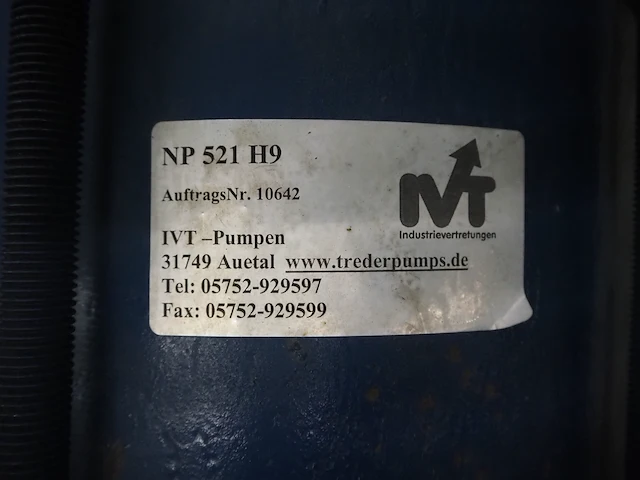 NP 521 H9
AuftragsNr. 10642
IVT
Industrievertretungen
IVT –Pumpen
31749 Auetal www.trederpumps.de
Tel: 05752-929597
Fax: 05752-929599